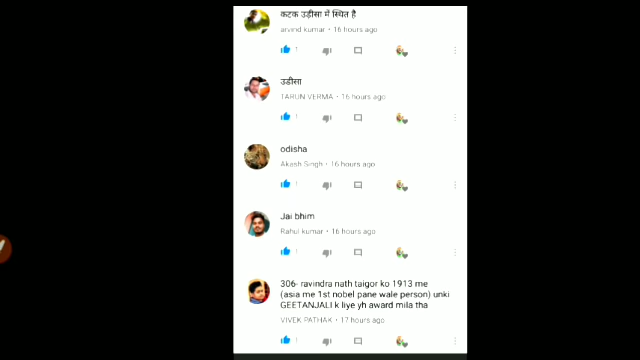 कटक उड़ीसा में स्थित है
arvind kumar • 16 hours ago
1
उडीसा
TARUN VERMA • 16 hours ago
1
odisha
Akash Singh • 16 hours ago
1
Jai bhim
Rahul kumar • 16 hours ago
1
306- ravindra nath taigor ko 1913 me
(asia me 1st nobel pane wale person) unki
GEETANJALI k liye yh award mila tha
VIVEK PATHAK • 17 hours ago
1